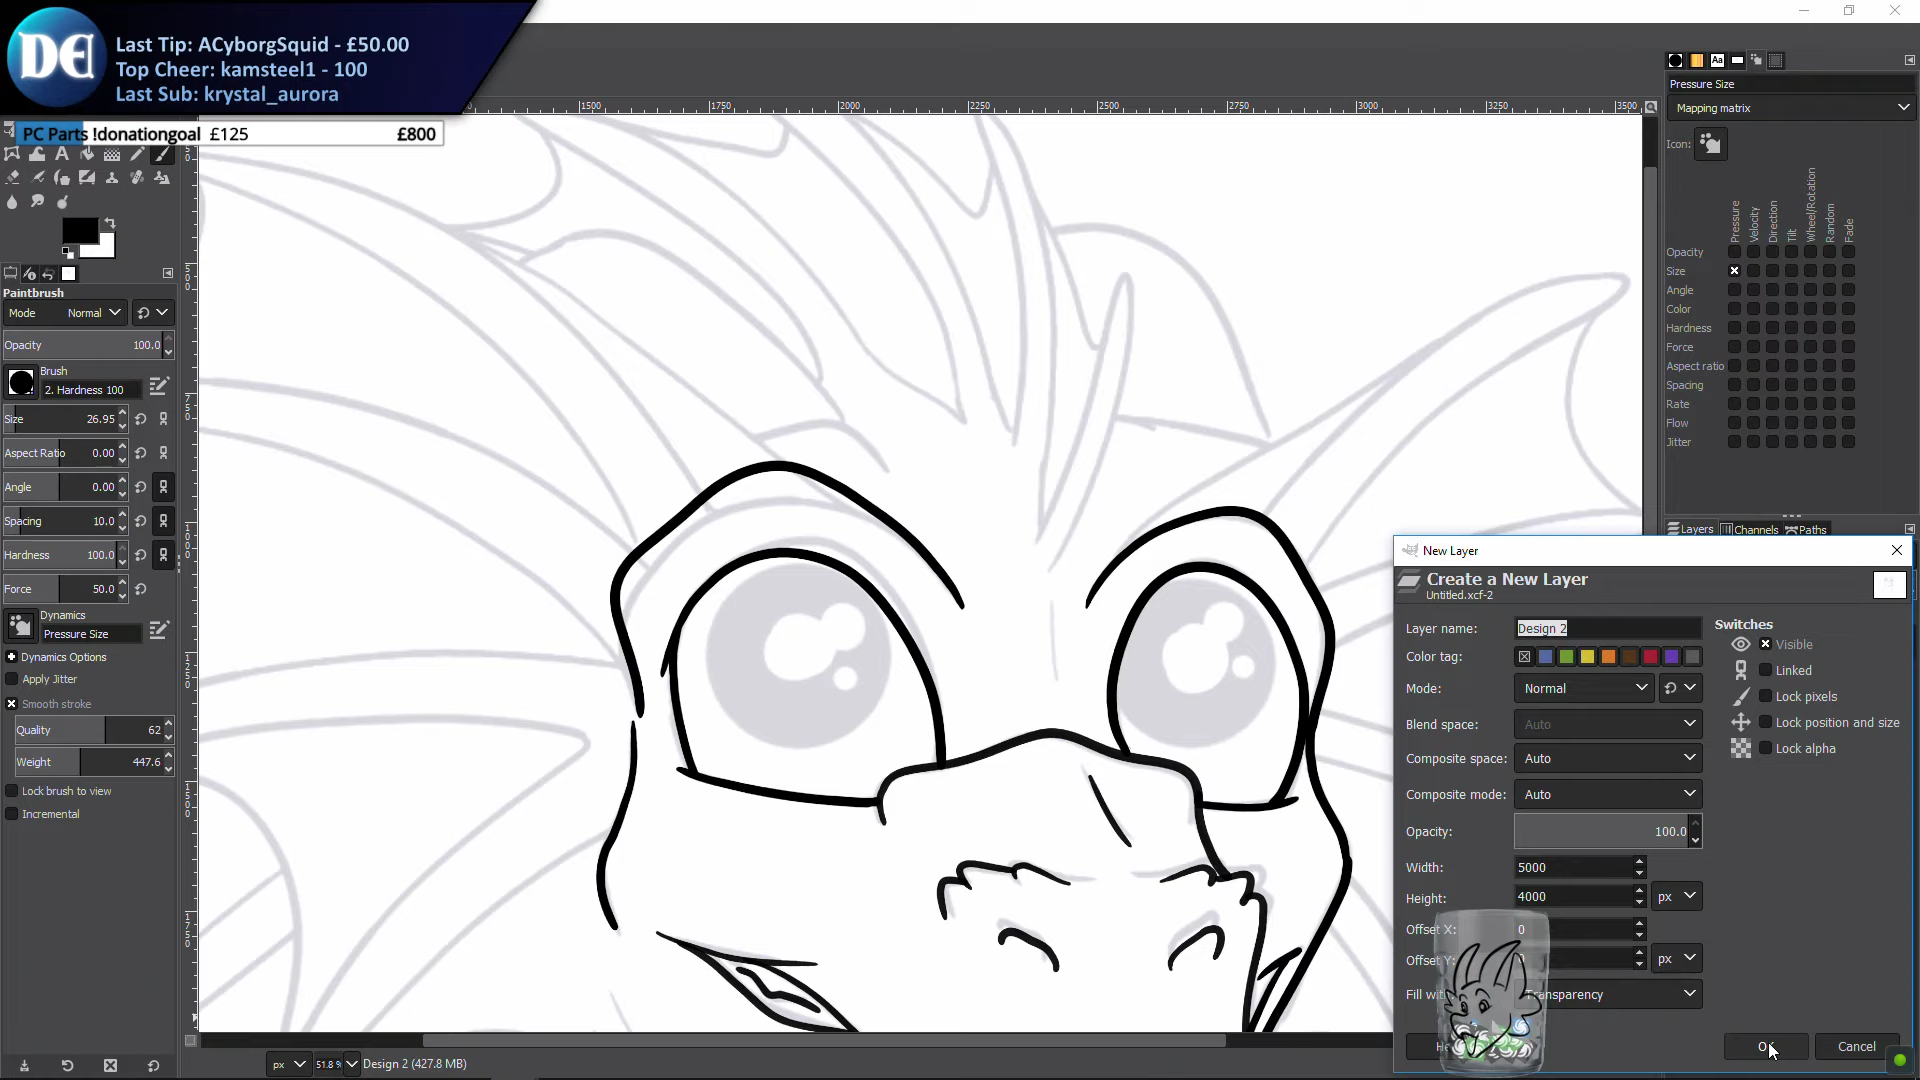 DE
Last Tip: ACyborgSquid - £50.00
Top Cheer: kamsteel1 - 100
Last Sub: krystal_aurora
PC Parts !donationgoal £125 £800
1500 1750 2000 2250 2500 2750 3000 3250 3500
Paintbrush
Mode Normal
Opacity 100.0
Brush
2. Hardness 100
Size 26.95
Aspect Ratio 0.00
Angle 0.00
Spacing 10.0
Hardness 100.0
Force 50.0
Dynamics
Pressure Size
Dynamics Options
Apply Jitter
Smooth stroke
Quality 62
Weight 447.6
Lock brush to view
Incremental
px 51.8 % Design 2 (427.8 MB)
Aa
Pressure Size
Mapping matrix
Icon:
Pressure Velocity Direction Tilt Wheel/Rotation Random Fade
Opacity
Size
Angle
Color
Hardness
Force
Aspect ratio
Spacing
Rate
Flow
Jitter
Layers Channels Paths
New Layer
Create a New Layer
Untitled.xcf-2
Layer name: Design 2
Color tag:
Mode: Normal
Blend space: Auto
Composite space: Auto
Composite mode: Auto
Opacity: 100.0
Width: 5000
Height: 4000 px
Offset X: 0
Offset Y: px
Fill with Transparency
Switches
Visible
Linked
Lock pixels
Lock position and size
Lock alpha
Cancel